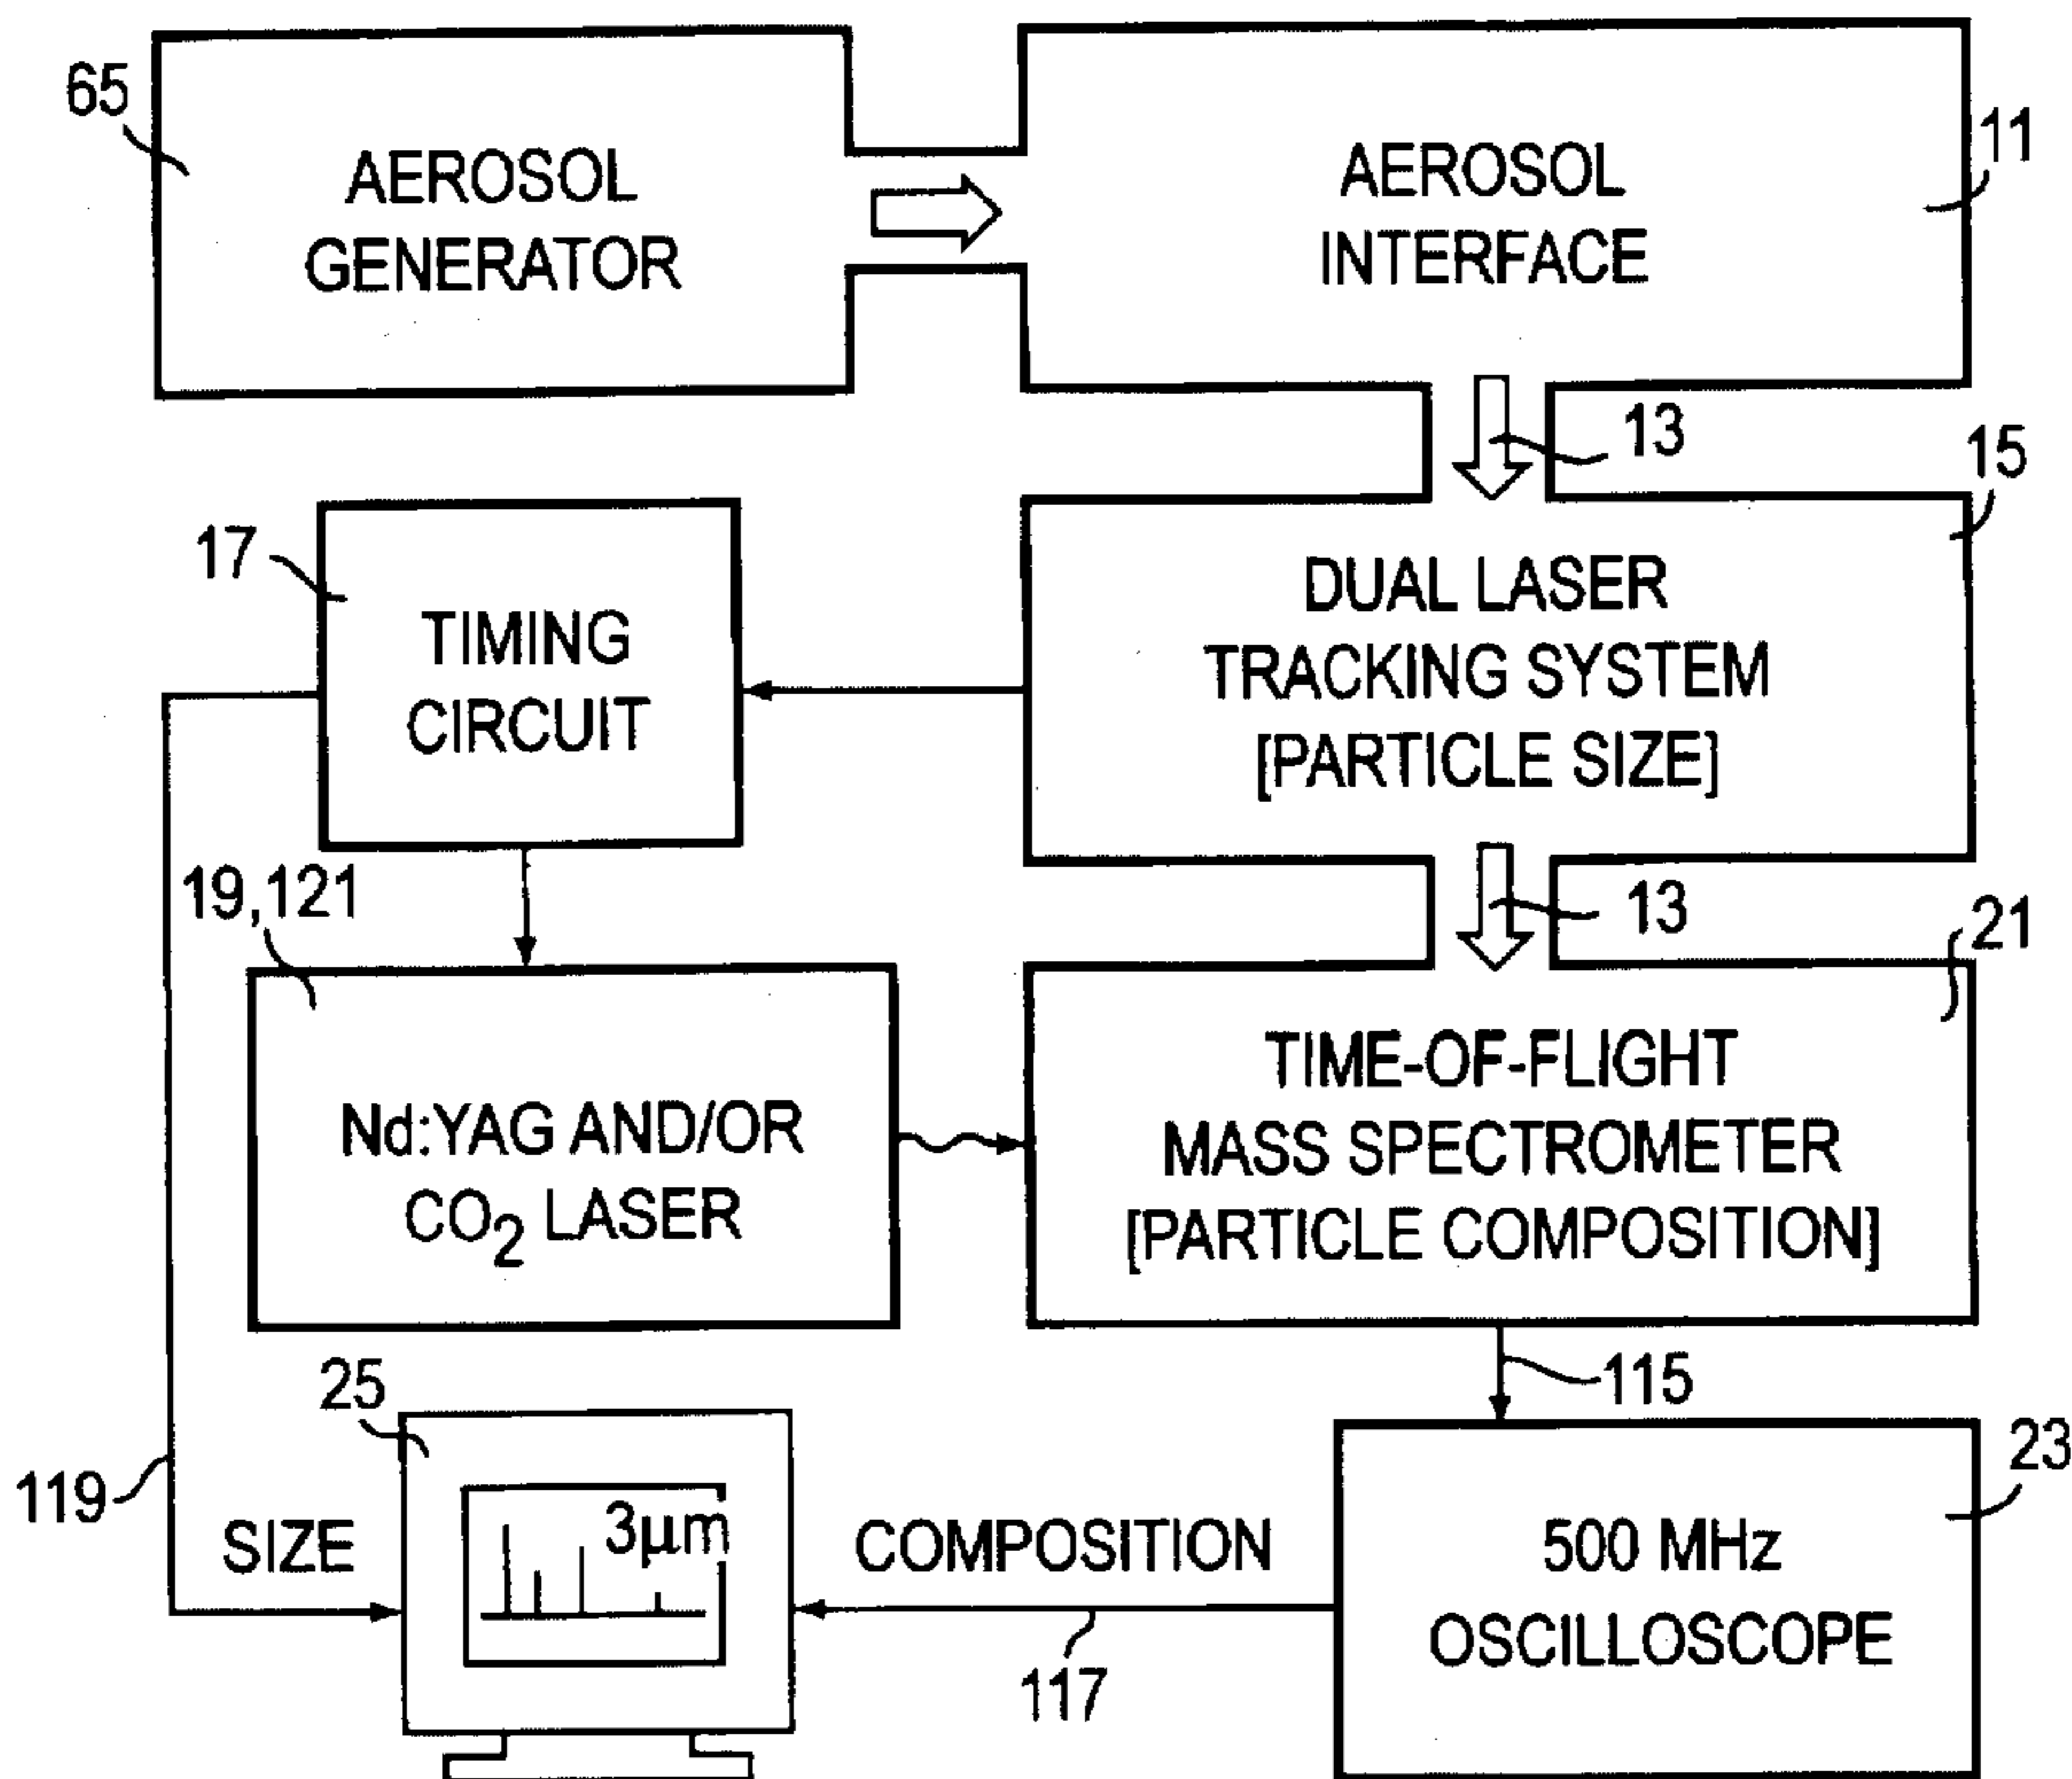 65
AEROSOL
GENERATOR
AEROSOL
INTERFACE
11
13
15
17
TIMING
CIRCUIT
DUAL LASER
TRACKING SYSTEM
[PARTICLE SIZE]
19,121
13
21
Nd:YAG AND/OR
CO2 LASER
TIME-OF-FLIGHT
MASS SPECTROMETER
[PARTICLE COMPOSITION]
115
25
23
119
SIZE
3µm
COMPOSITION
117
500 MHz
OSCILLOSCOPE